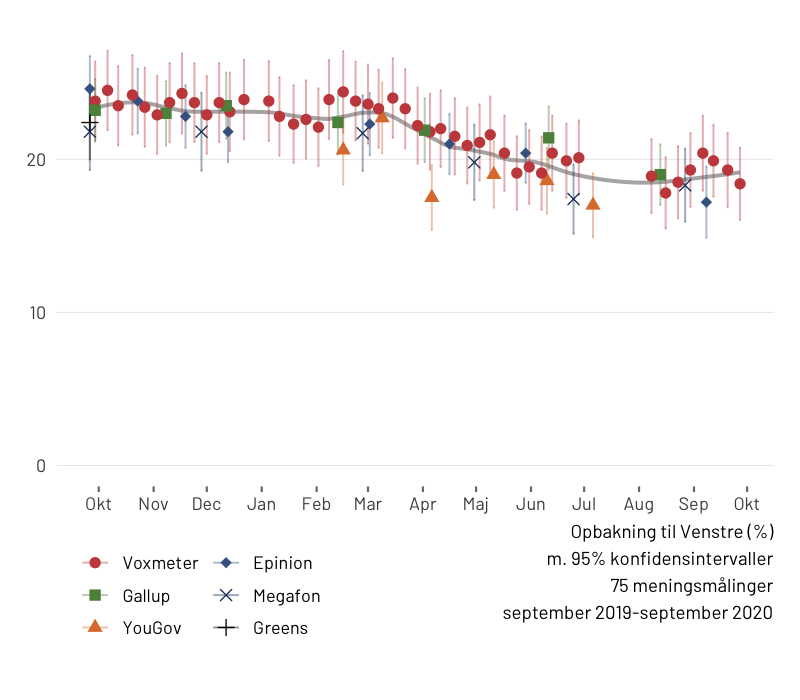 20
10
0
Okt Nov Dec Jan Feb Mar Apr Maj Jun Jul Aug Sep Okt
Opbakning til Venstre (%)
m. 95% konfidensintervaller
75 meningsmålinger
september 2019-september 2020
Voxmeter Epinion
Gallup Megafon
YouGov Greens